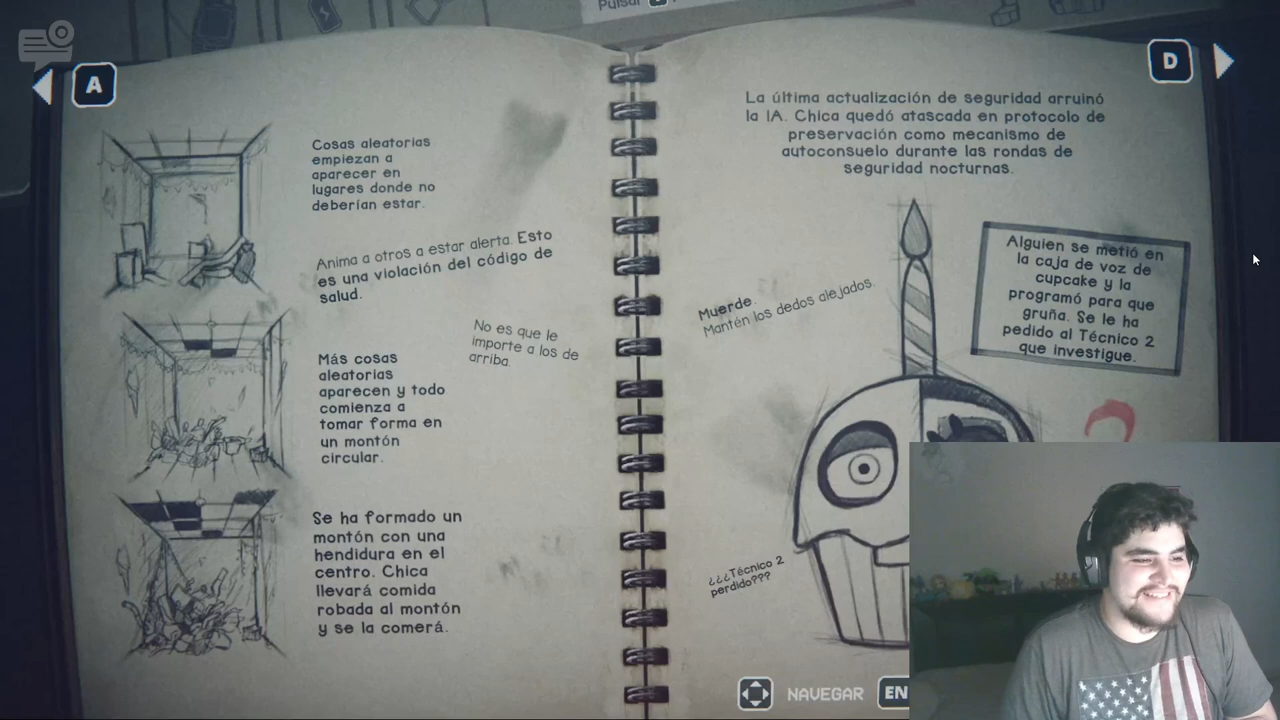 Pulsar
A
D
Cosas aleatorias
empiezan a
aparecer en
lugares donde no
deberían estar.
Anima a otros a estar alerta. Esto
es una violación del código de
salud.
No es que le
importe a los de
arriba.
Más cosas
aleatorias
aparecen y todo
comienza a
tomar forma en
un montón
circular.
Se ha formado un
montón con una
hendidura en el
centro. Chica
llevará comida
robada al montón
y se la comerá.
La última actualización de seguridad arruinó
la IA. Chica quedó atascada en protocolo de
preservación como mecanismo de
autoconsuelo durante las rondas de
seguridad nocturnas.
Muerde.
Mantén los dedos alejados.
Alguien se metió en
la caja de voz de
cupcake y la
programó para que
gruña. Se le ha
pedido al Técnico 2
que investigue.
¿¿¿Técnico 2
perdido???
NAVEGAR EN